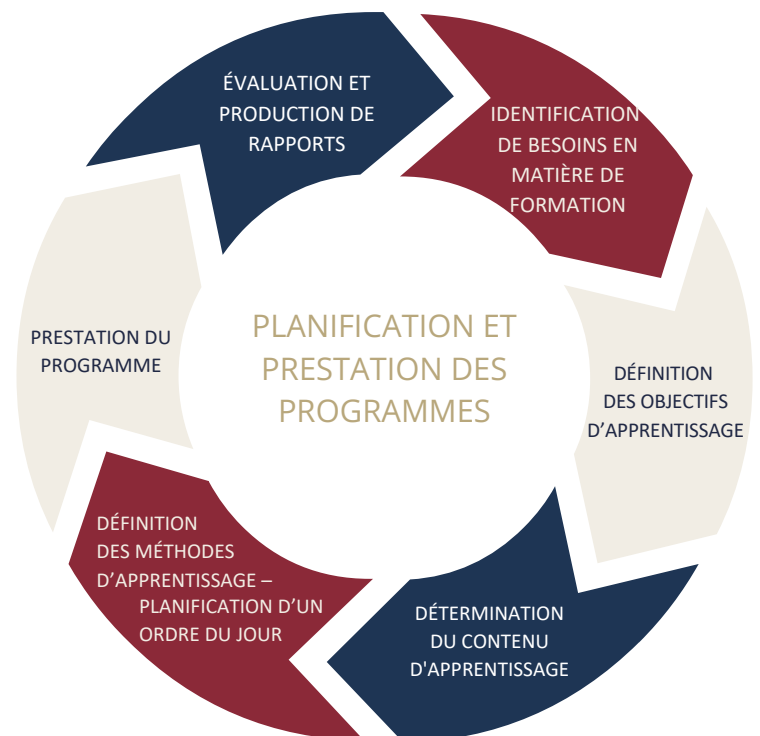 ÉVALUATION ET
PRODUCTION DE
RAPPORTS
IDENTIFICATION
DE BESOINS EN
MATIÈRE DE
FORMATION
PLANIFICATION ET
PRESTATION DES
PROGRAMMES
PRESTATION DU
PROGRAMME
DÉFINITION
DES OBJECTIFS
D’APPRENTISSAGE
DÉFINITION
DES MÉTHODES
D’APPRENTISSAGE –
PLANIFICATION D’UN
ORDRE DU JOUR
DÉTERMINATION
DU CONTENU
D'APPRENTISSAGE